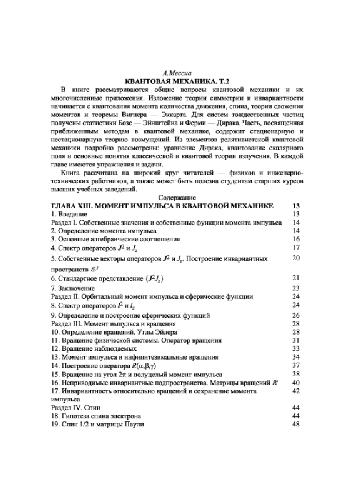 А.Мессиа
КВАНТОВАЯ МЕХАНИКА. Т.2
В книге рассматриваются общие вопросы квантовой механики и их
многочисленные приложения. Изложение теории симметрии и инвариантности
начинается с квантования момента количества движения, спина, теории сложения
моментов и теоремы Вигнера — Эккарта. Для систем тождественных частиц
получены статистики Бозе — Эйнштейна и Ферми — Дирака. Часть, посвященная
приближенным методам в квантовой механике, содержит стационарную и
нестационарную теорию возмущений. Из элементов релятивистской квантовой
механики подробно рассмотрены: уравнение Дирака, квантование скалярного
поля и основные понятия классической и квантовой теории излучения. В каждой
главе имеются упражнения и задачи.
Книга рассчитана на широкий круг читателей — физиков и инженерно-
технических работников, а также может быть полезна студентам старших курсов
высших учебных заведений.
Содержание
ГЛАВА XIII. МОМЕНТ ИМПУЛЬСА В КВАНТОВОЙ МЕХАНИКЕ 13
1. Введение 13
Раздел I. Собственные значения и собственные функции момента импульса 14
2. Определение момента импульса 14
3. Основные алгебраические соотношения 16
4. Спектр операторов J² и J_z 17
5. Собственные векторы операторов J² и J_z. Построение инвариантных 20
пространств
6. Стандартное представление {J²J_z} 21
7. Заключение 23
Раздел II. Орбитальный момент импульса и сферические функции 24
8. Спектр операторов l² и l_z 24
9. Определение и построение сферических функций 26
Раздел III. Момент импульса и вращения 28
10. Определение вращений. Углы Эйлера 28
11. Вращение физической системы. Оператор вращения 31
12. Вращение наблюдаемых 33
13. Момент импульса и инфинитезимальные вращения 34
14. Построение оператора R(α,β,γ) 37
15. Вращение на угол 2π и полуцелый момент импульса 38
16. Неприводимые инвариантные подпространства. Матрицы вращений 40
17. Инвариантность относительно вращений и сохранение момента 42
импульса
Раздел IV. Спин 44
18. Гипотеза спина электрона 44
19. Спин 1/2 и матрицы Паули 48